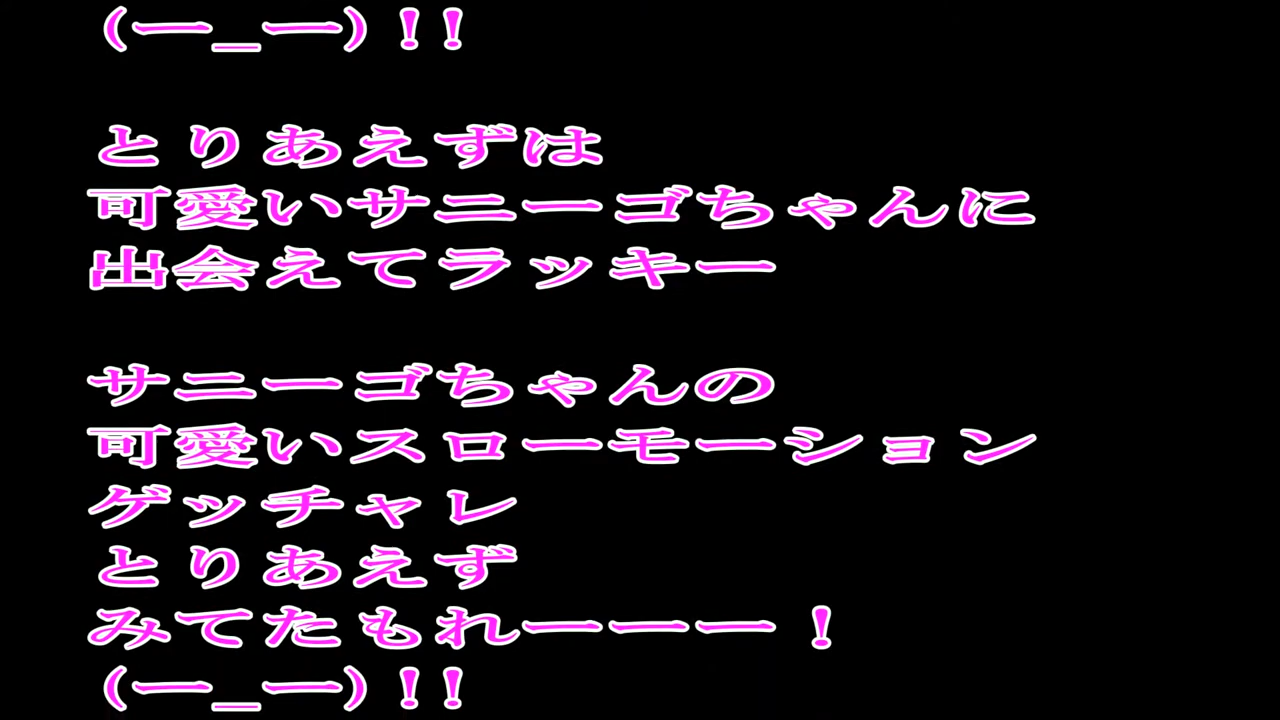 (ー_ー)!!
とりあえずは
可愛いサニーゴちゃんに
出会えてラッキー
サニーゴちゃんの
可愛いスローモーション
ゲッチャレ
とりあえず
みてたもれーーー！
(ー_ー)!!